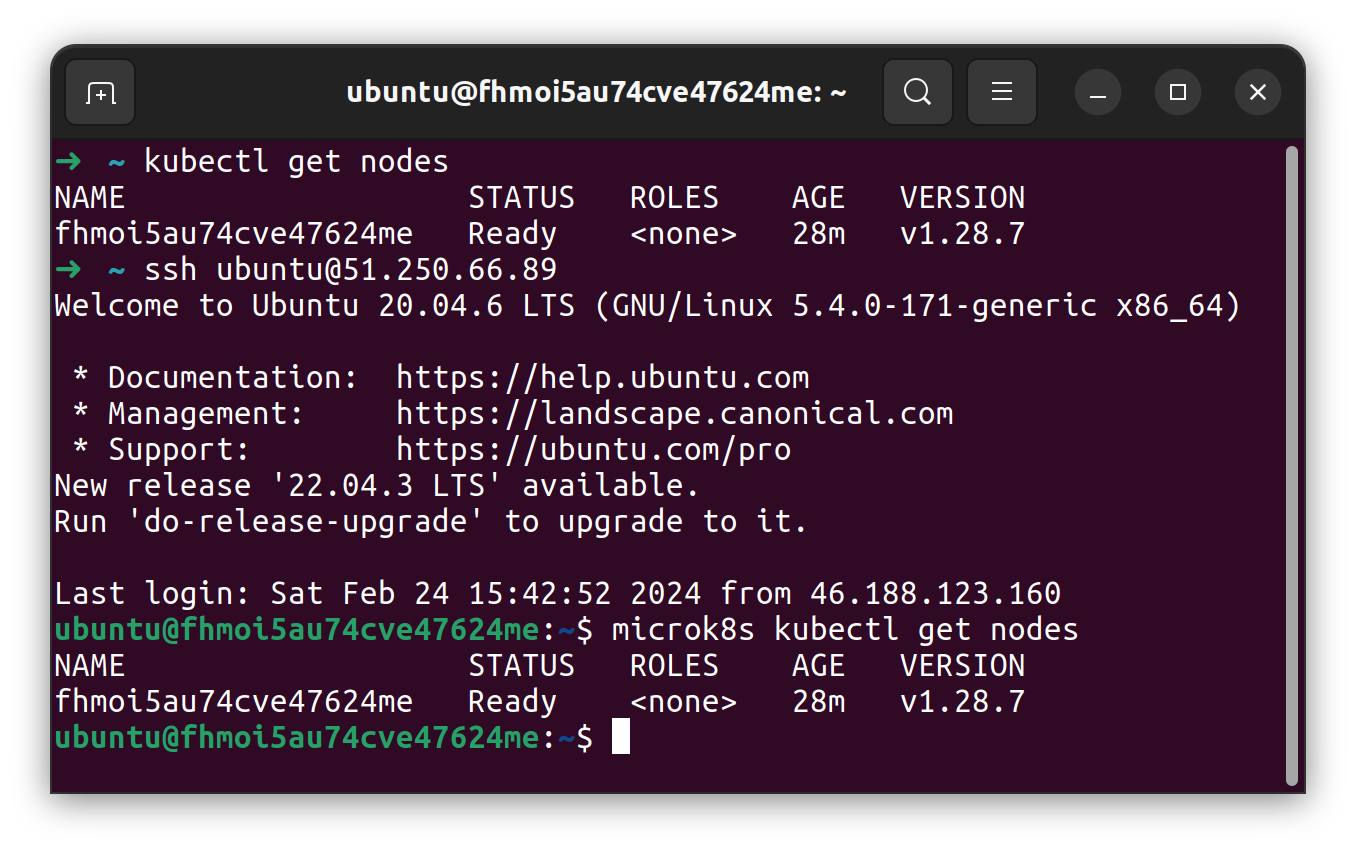 ubuntu@fhmoi5au74cve47624me: ~
➜  ~ kubectl get nodes
NAME                   STATUS   ROLES    AGE   VERSION
fhmoi5au74cve47624me   Ready    <none>   28m   v1.28.7
➜  ~ ssh ubuntu@51.250.66.89
Welcome to Ubuntu 20.04.6 LTS (GNU/Linux 5.4.0-171-generic x86_64)

 * Documentation:  https://help.ubuntu.com
 * Management:     https://landscape.canonical.com
 * Support:        https://ubuntu.com/pro
New release '22.04.3 LTS' available.
Run 'do-release-upgrade' to upgrade to it.

Last login: Sat Feb 24 15:42:52 2024 from 46.188.123.160
ubuntu@fhmoi5au74cve47624me:~$ microk8s kubectl get nodes
NAME                   STATUS   ROLES    AGE   VERSION
fhmoi5au74cve47624me   Ready    <none>   28m   v1.28.7
ubuntu@fhmoi5au74cve47624me:~$